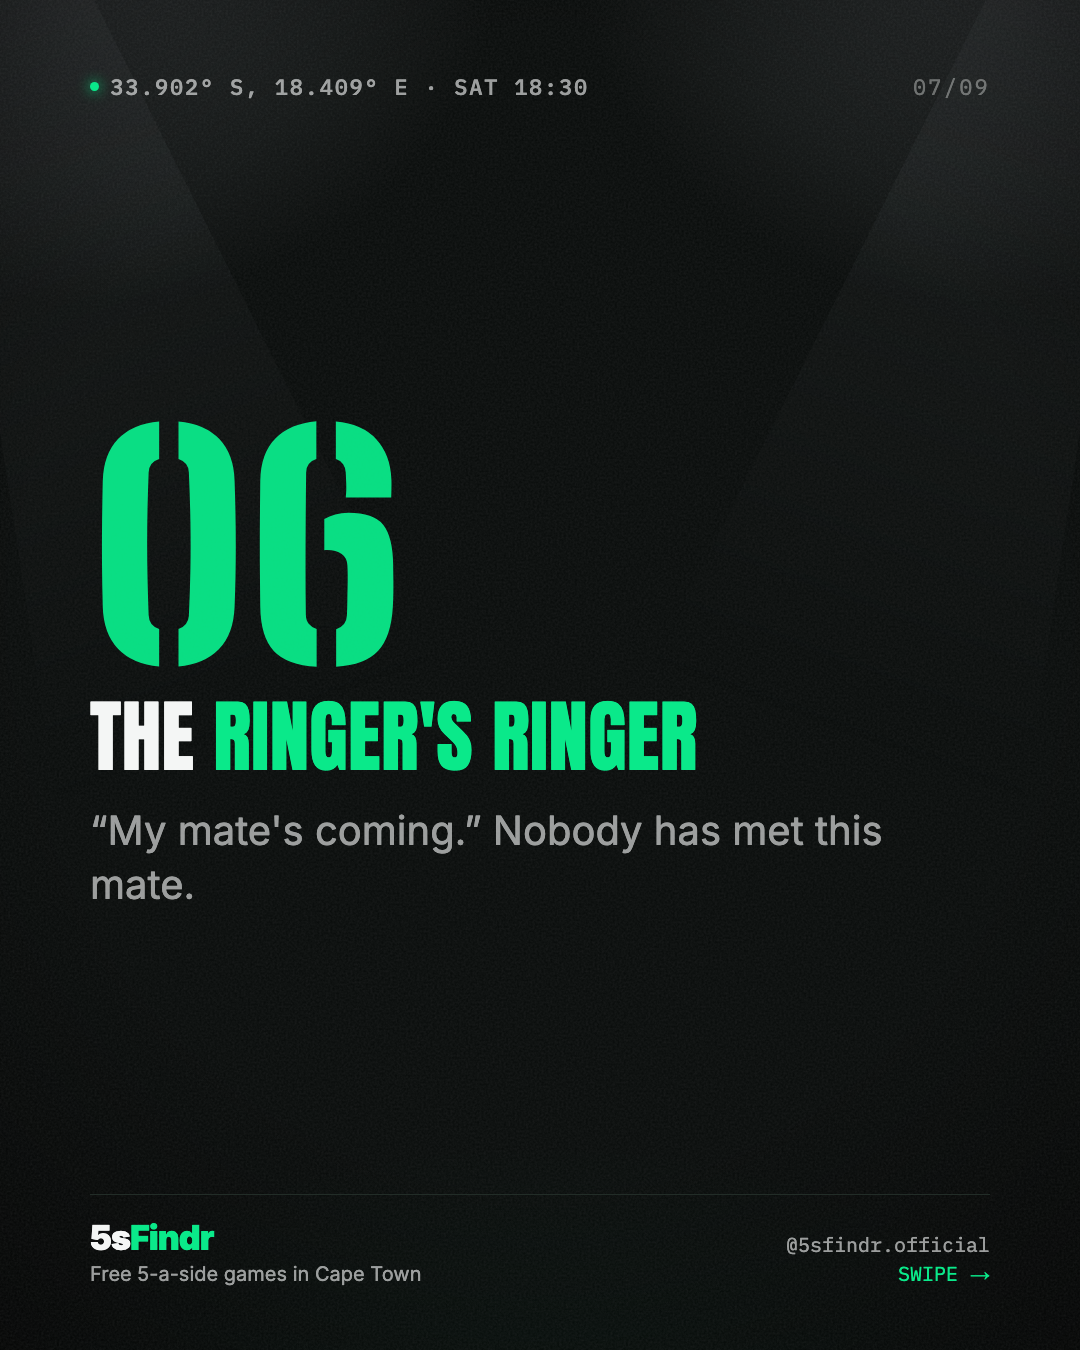 33.902° S, 18.409° E · SAT 18:30
07/09
06
THE RINGER'S RINGER
“My mate's coming.” Nobody has met this
mate.
5sFindr
Free 5-a-side games in Cape Town
@5sfindr.official
SWIPE →